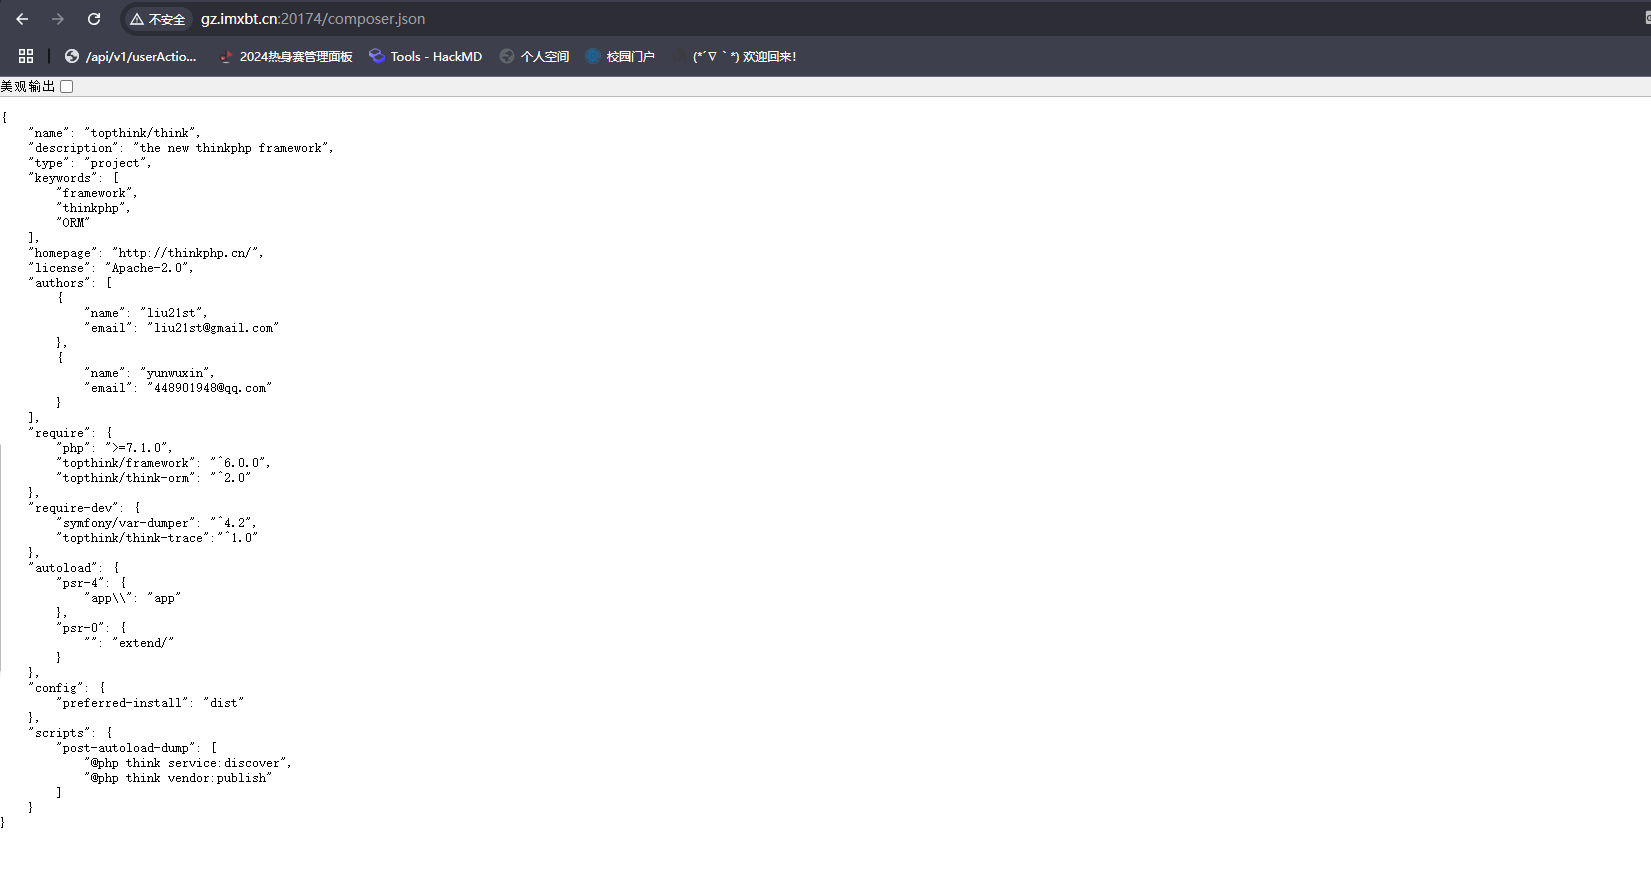 不安全 gz.imxbt.cn:20174/composer.json
/api/v1/userActio... 2024热身赛管理面板 Tools - HackMD 个人空间 校园门户 (*´∇｀*) 欢迎回来!
美观输出
{
    "name": "topthink/think",
    "description": "the new thinkphp framework",
    "type": "project",
    "keywords": [
        "framework",
        "thinkphp",
        "ORM"
    ],
    "homepage": "http://thinkphp.cn/",
    "license": "Apache-2.0",
    "authors": [
        {
            "name": "liu21st",
            "email": "liu21st@gmail.com"
        },
        {
            "name": "yunwuxin",
            "email": "448901948@qq.com"
        }
    ],
    "require": {
        "php": ">=7.1.0",
        "topthink/framework": "^6.0.0",
        "topthink/think-orm": "^2.0"
    },
    "require-dev": {
        "symfony/var-dumper": "^4.2",
        "topthink/think-trace":"^1.0"
    },
    "autoload": {
        "psr-4": {
            "app\\": "app"
        },
        "psr-0": {
            "": "extend/"
        }
    },
    "config": {
        "preferred-install": "dist"
    },
    "scripts": {
        "post-autoload-dump": [
            "@php think service:discover",
            "@php think vendor:publish"
        ]
    }
}